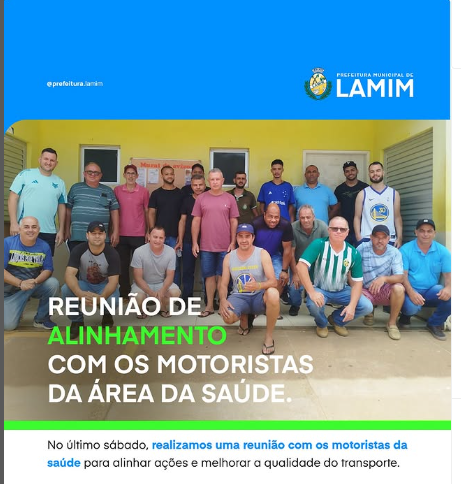 @prefeitura.lamim
PREFEITURA MUNICIPAL DE
LAMIM
REUNIÃO DE
ALINHAMENTO
COM OS MOTORISTAS
DA ÁREA DA SAÚDE.
No último sábado, realizamos uma reunião com os motoristas da
saúde para alinhar ações e melhorar a qualidade do transporte.